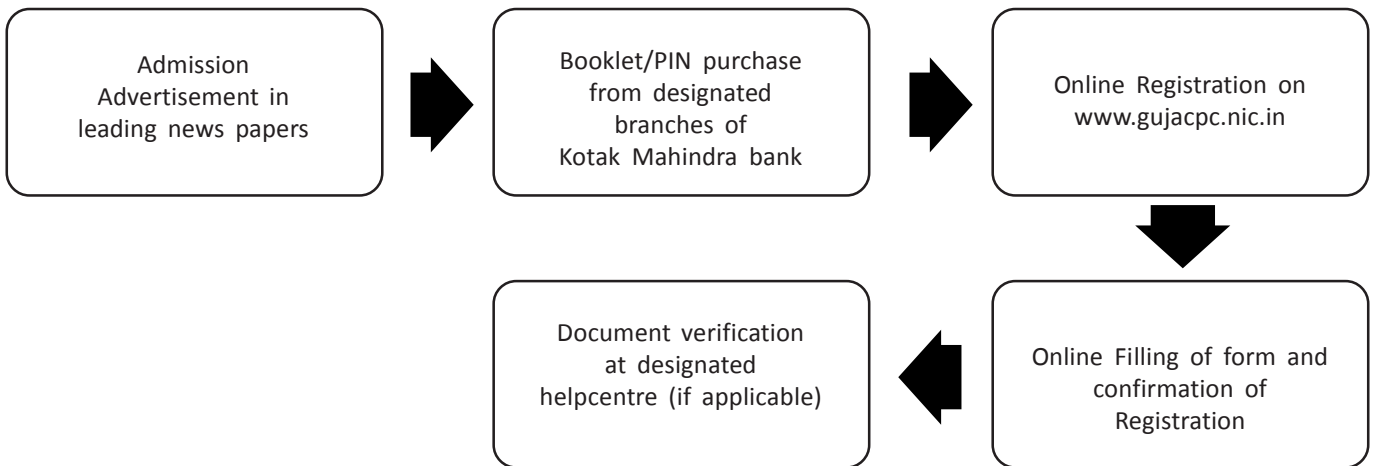 Admission
Advertisement in
leading news papers
Booklet/PIN purchase
from designated
branches of
Kotak Mahindra bank
Online Registration on
www.gujacpc.nic.in
Online Filling of form and
confirmation of
Registration
Document verification
at designated
helpcentre (if applicable)